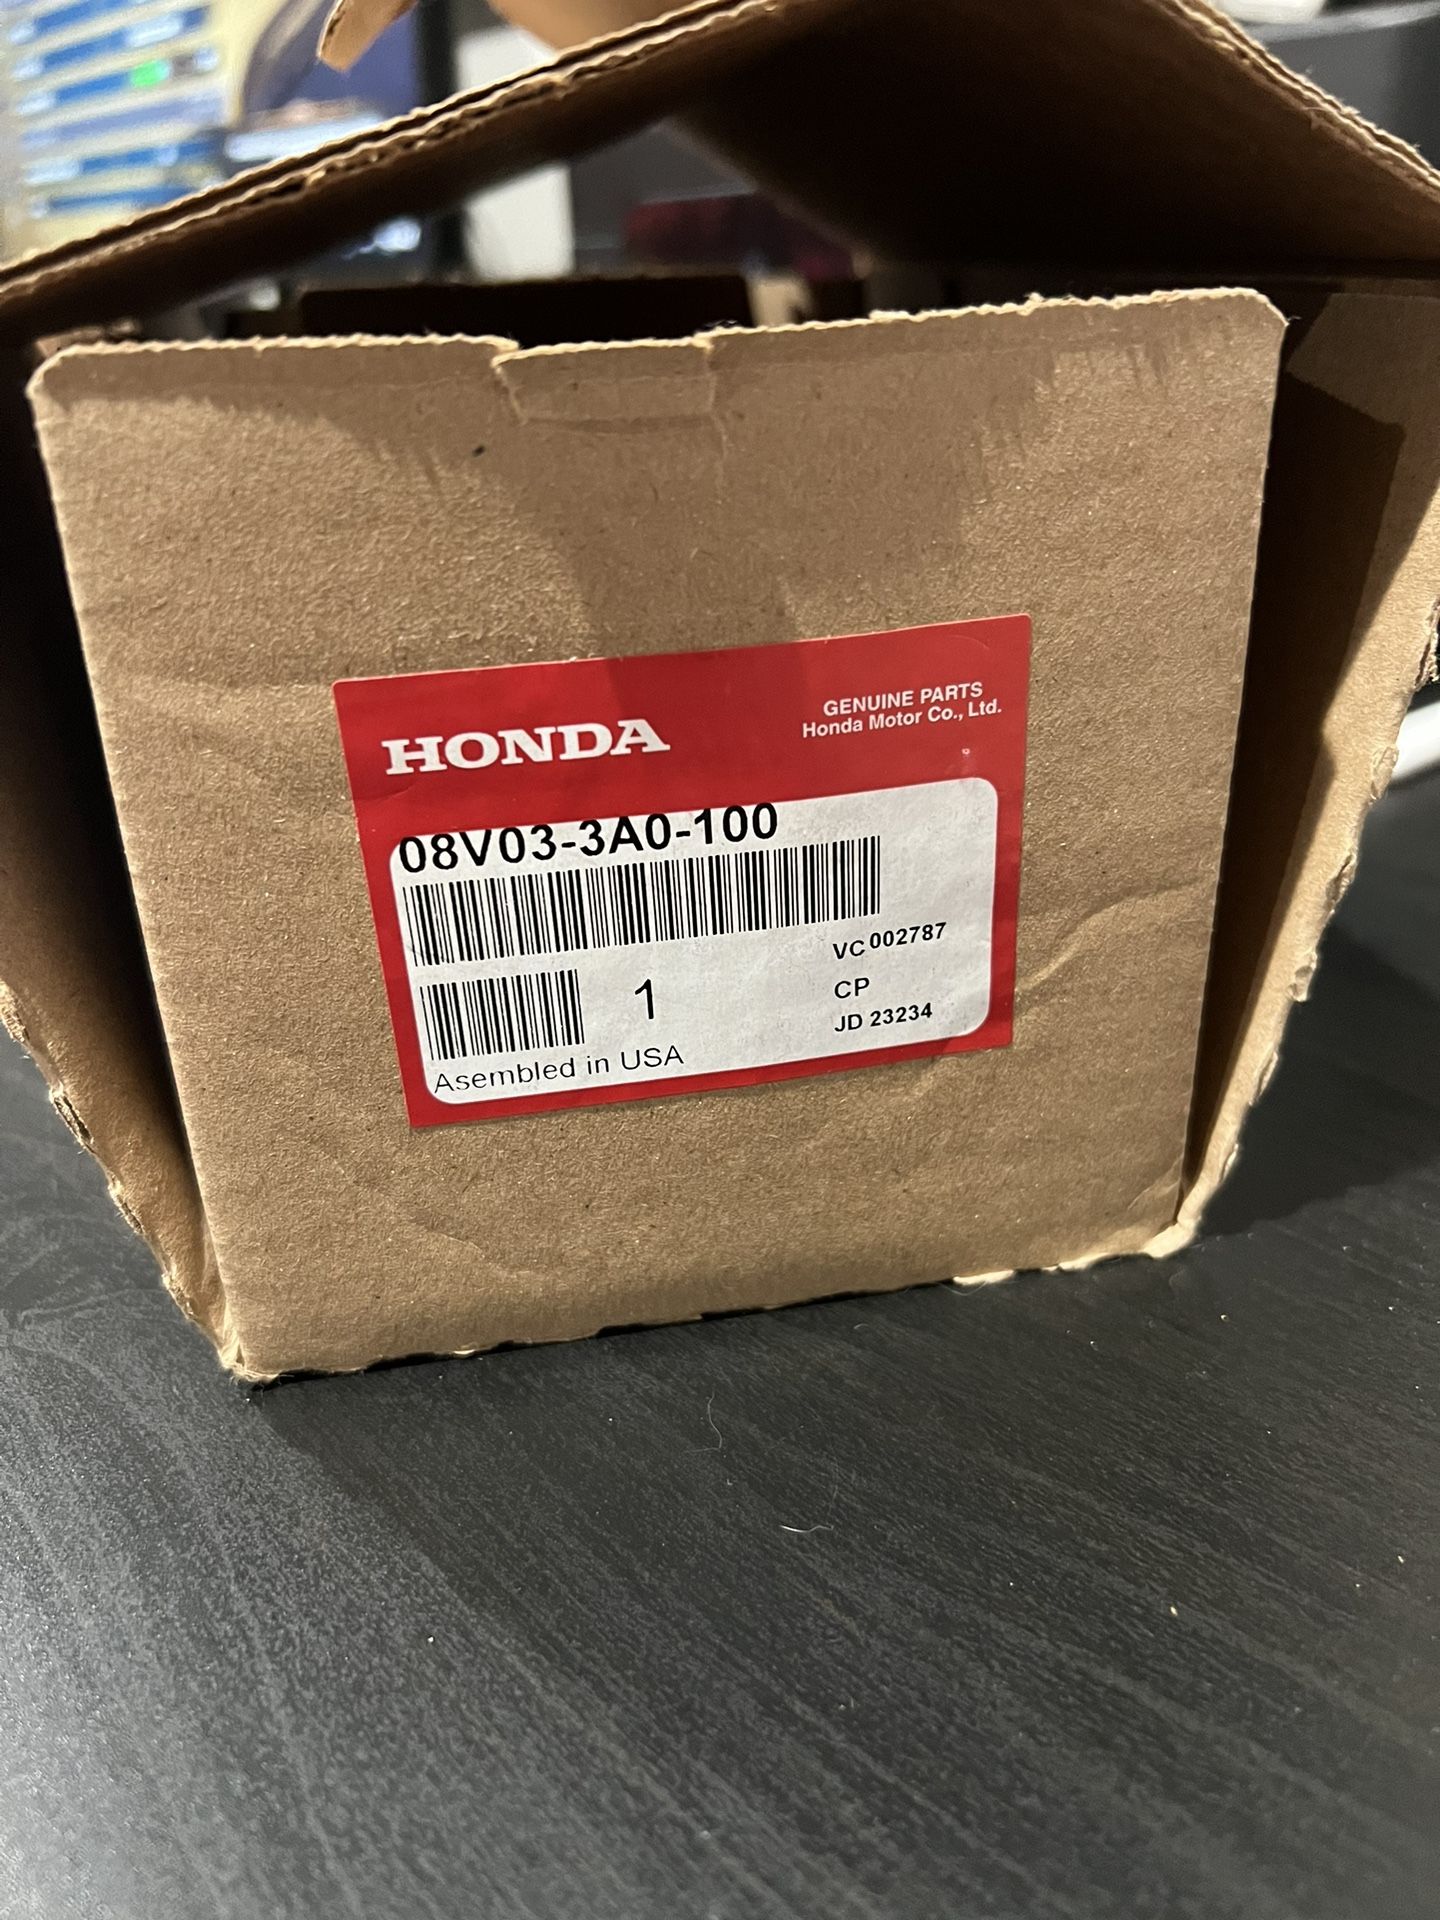 HONDA
GENUINE PARTS
Honda Motor Co., Ltd.
08V03-3A0-100
VC 002787
1
CP
JD 23234
Asembled in USA